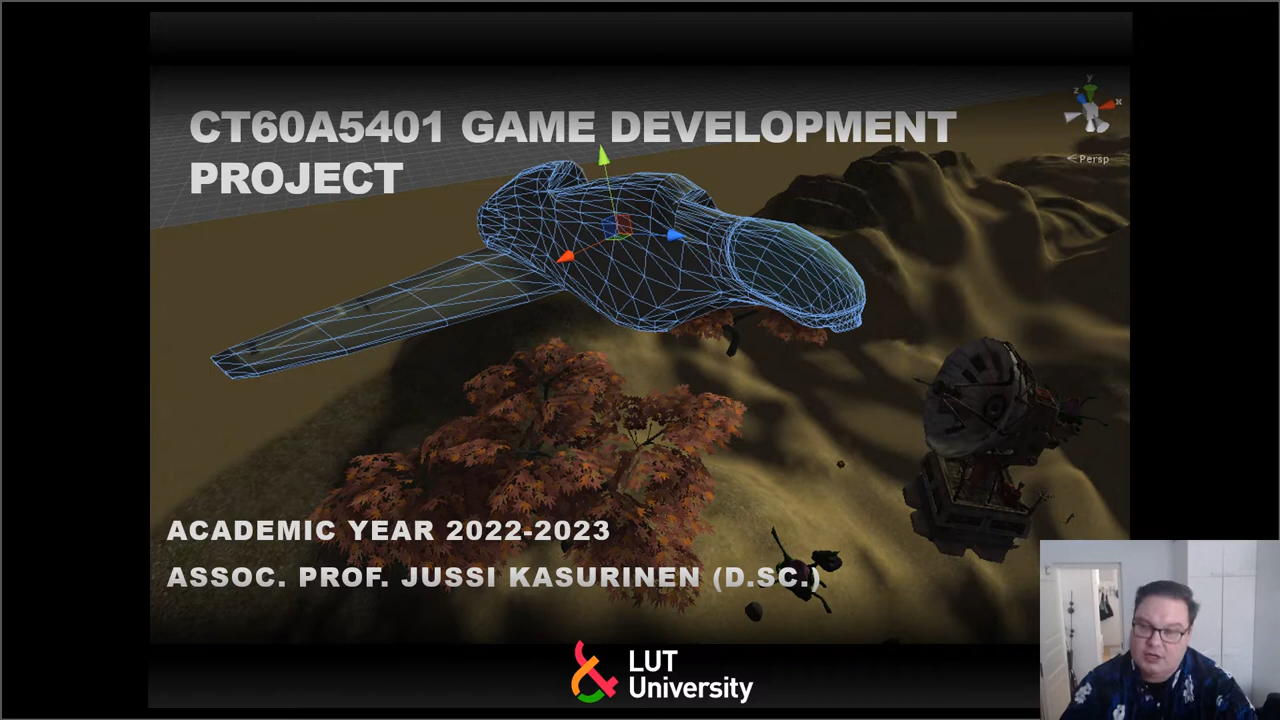 CT60A5401 GAME DEVELOPMENT
PROJECT
y
z
x
< Persp
ACADEMIC YEAR 2022-2023
ASSOC. PROF. JUSSI KASURINEN (D.SC.)
LUT
University